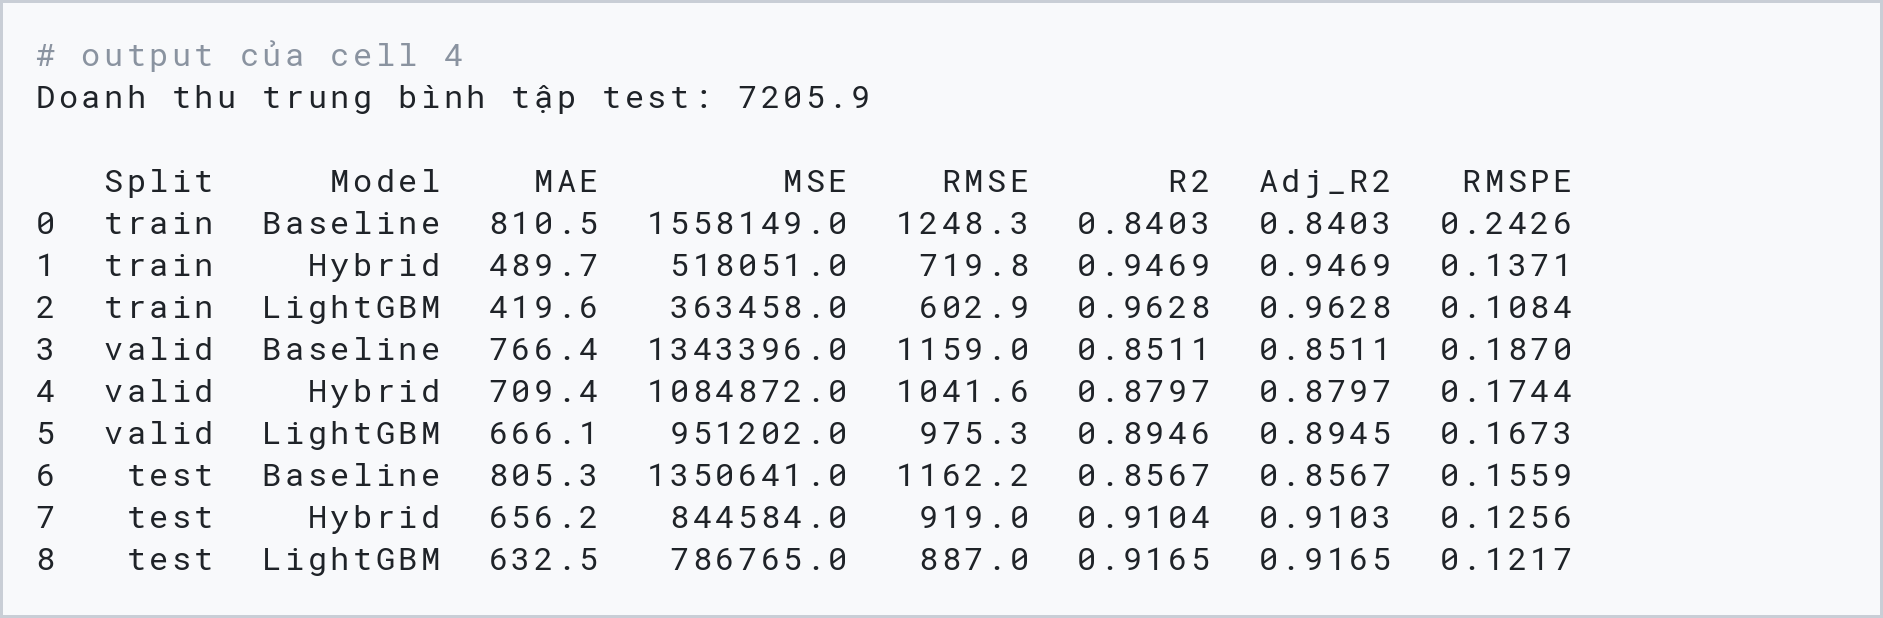 # output của cell 4
Doanh thu trung bình tập test: 7205.9
Split Model MAE MSE RMSE R2 Adj_R2 RMSPE
0 train Baseline 810.5 1558149.0 1248.3 0.8403 0.8403 0.2426
1 train Hybrid 489.7 518051.0 719.8 0.9469 0.9469 0.1371
2 train LightGBM 419.6 363458.0 602.9 0.9628 0.9628 0.1084
3 valid Baseline 766.4 1343396.0 1159.0 0.8511 0.8511 0.1870
4 valid Hybrid 709.4 1084872.0 1041.6 0.8797 0.8797 0.1744
5 valid LightGBM 666.1 951202.0 975.3 0.8946 0.8945 0.1673
6 test Baseline 805.3 1350641.0 1162.2 0.8567 0.8567 0.1559
7 test Hybrid 656.2 844584.0 919.0 0.9104 0.9103 0.1256
8 test LightGBM 632.5 786765.0 887.0 0.9165 0.9165 0.1217